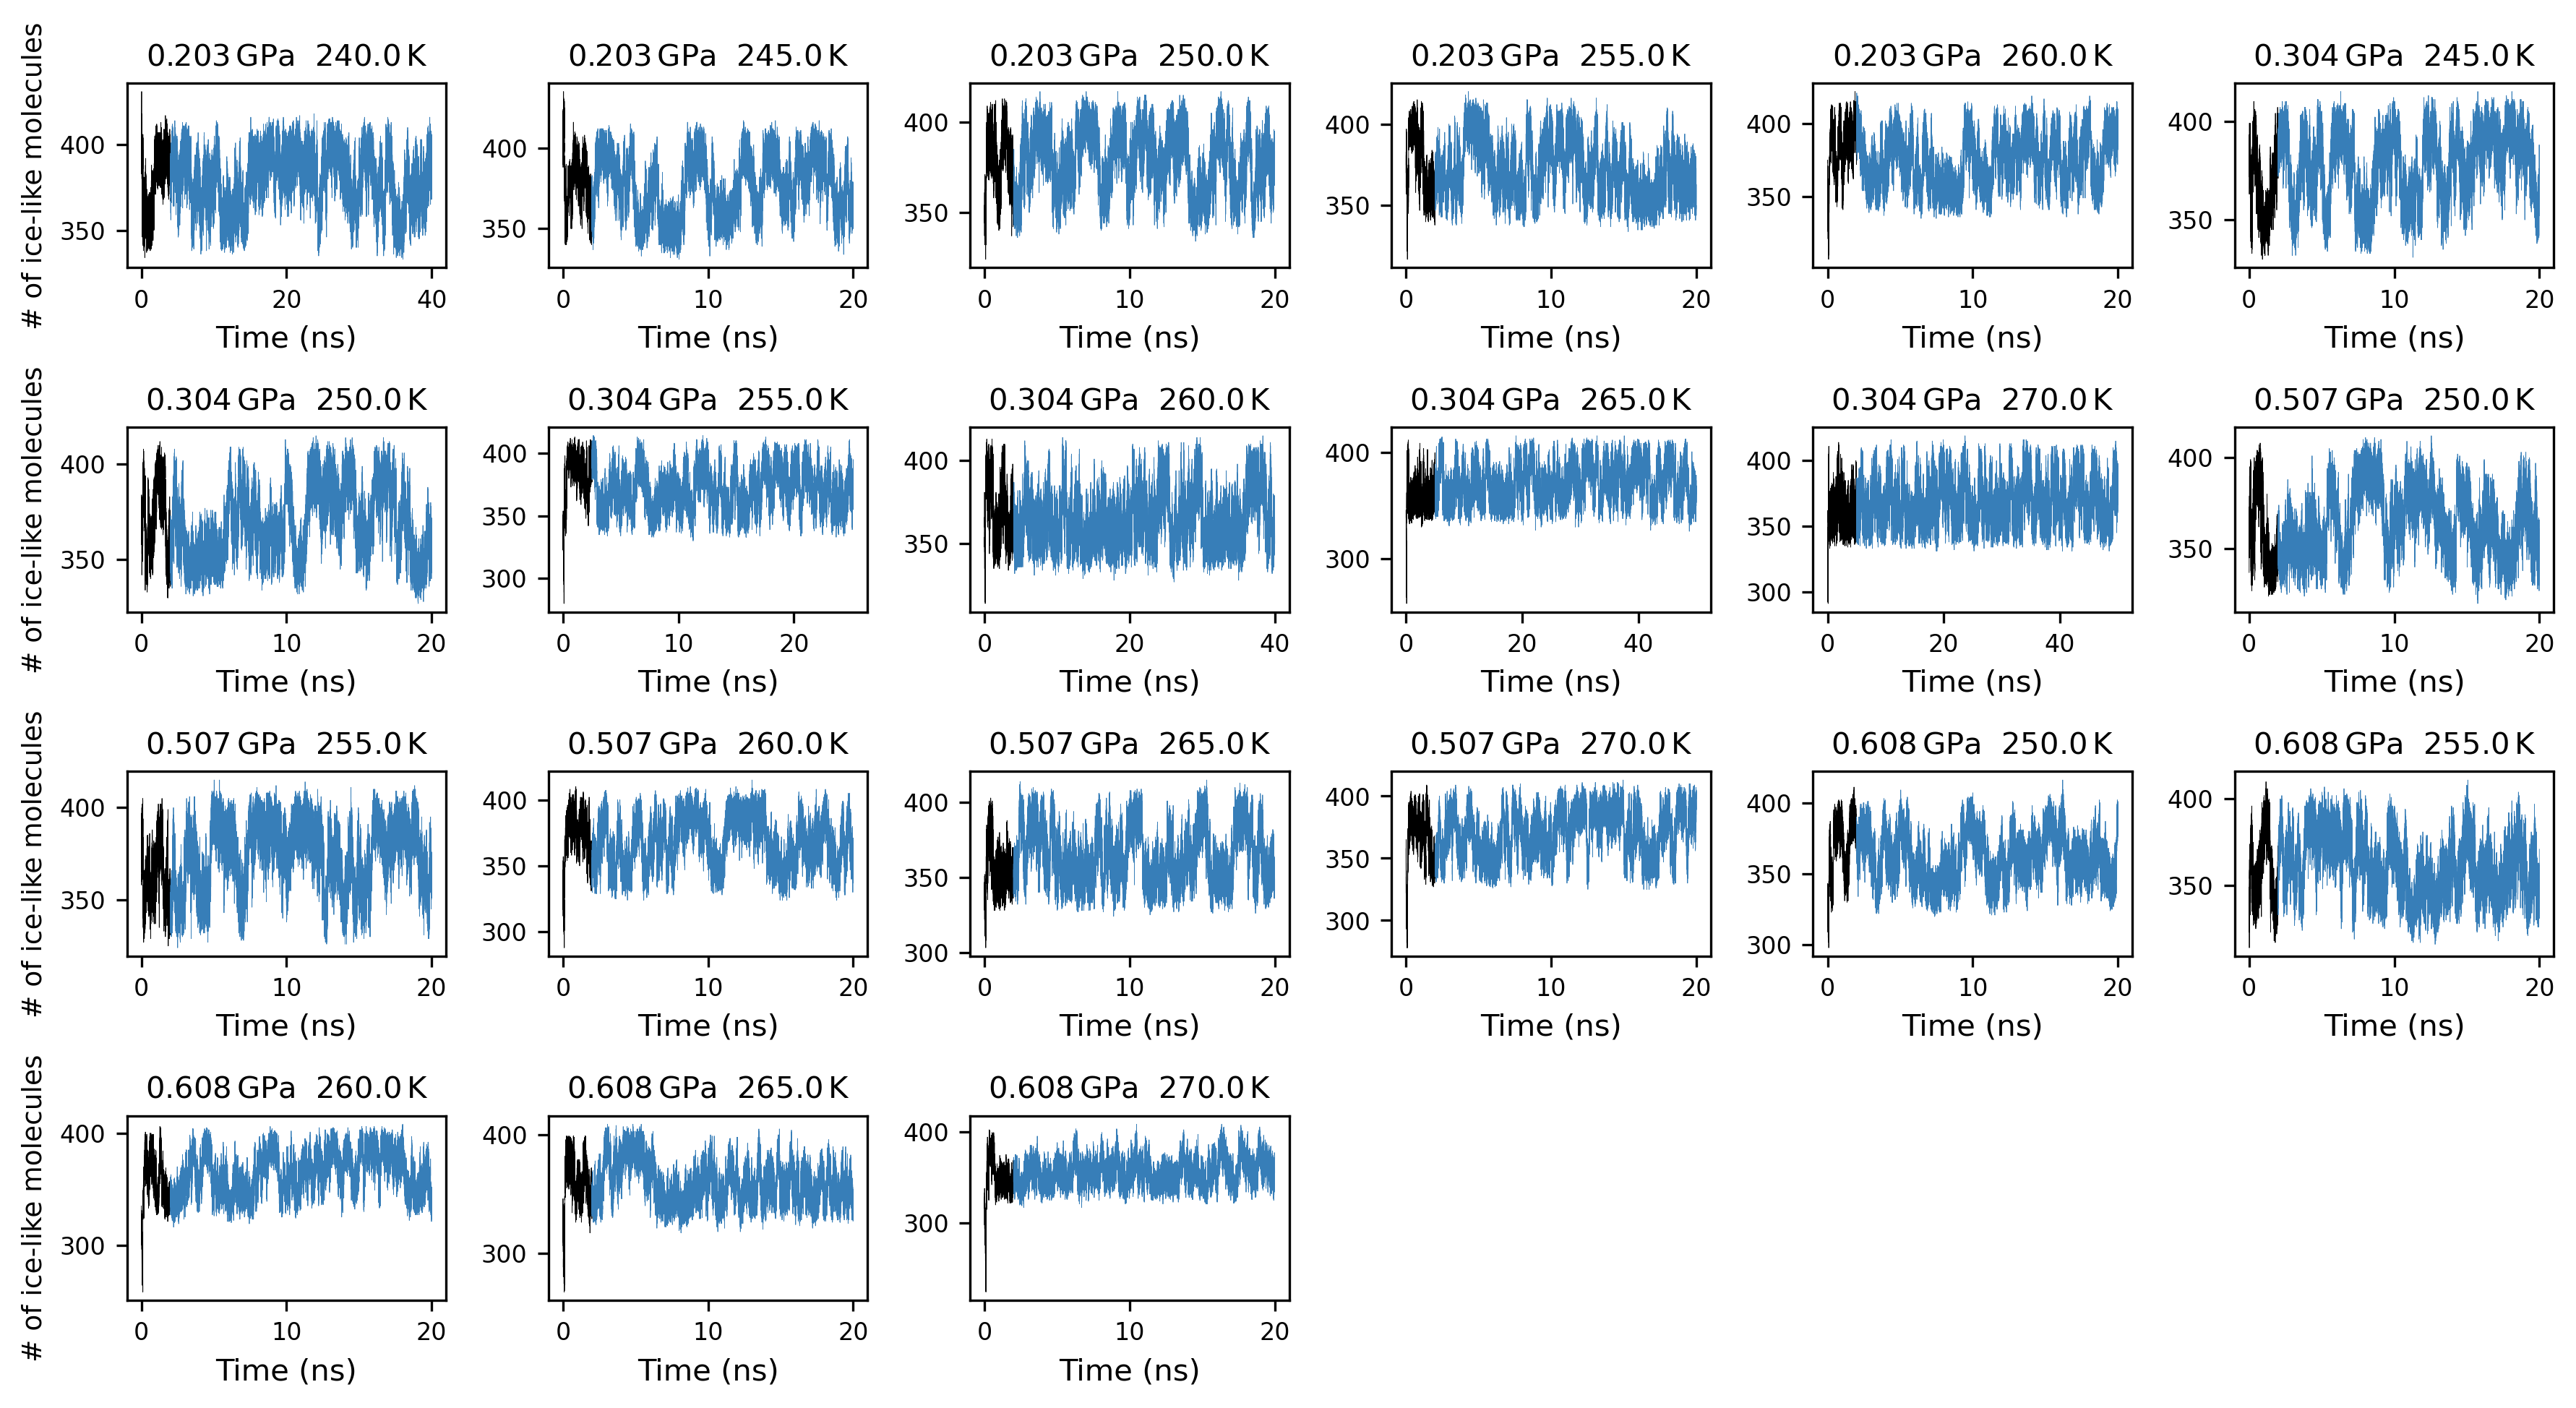 # of ice-like molecules
0.203 GPa 240.0 K
400
350
0 20 40
Time (ns)
0.203 GPa 245.0 K
400
350
0 10 20
Time (ns)
0.203 GPa 250.0 K
400
350
0 10 20
Time (ns)
0.203 GPa 255.0 K
400
350
0 10 20
Time (ns)
0.203 GPa 260.0 K
400
350
0 10 20
Time (ns)
0.304 GPa 245.0 K
400
350
0 10 20
Time (ns)
# of ice-like molecules
0.304 GPa 250.0 K
400
350
0 10 20
Time (ns)
0.304 GPa 255.0 K
400
350
300
0 10 20
Time (ns)
0.304 GPa 260.0 K
400
350
0 20 40
Time (ns)
0.304 GPa 265.0 K
400
300
0 20 40
Time (ns)
0.304 GPa 270.0 K
400
350
300
0 20 40
Time (ns)
0.507 GPa 250.0 K
400
350
0 10 20
Time (ns)
# of ice-like molecules
0.507 GPa 255.0 K
400
350
0 10 20
Time (ns)
0.507 GPa 260.0 K
400
350
300
0 10 20
Time (ns)
0.507 GPa 265.0 K
400
350
300
0 10 20
Time (ns)
0.507 GPa 270.0 K
400
350
300
0 10 20
Time (ns)
0.608 GPa 250.0 K
400
350
300
0 10 20
Time (ns)
0.608 GPa 255.0 K
400
350
0 10 20
Time (ns)
# of ice-like molecules
0.608 GPa 260.0 K
400
300
0 10 20
Time (ns)
0.608 GPa 265.0 K
400
300
0 10 20
Time (ns)
0.608 GPa 270.0 K
400
300
0 10 20
Time (ns)